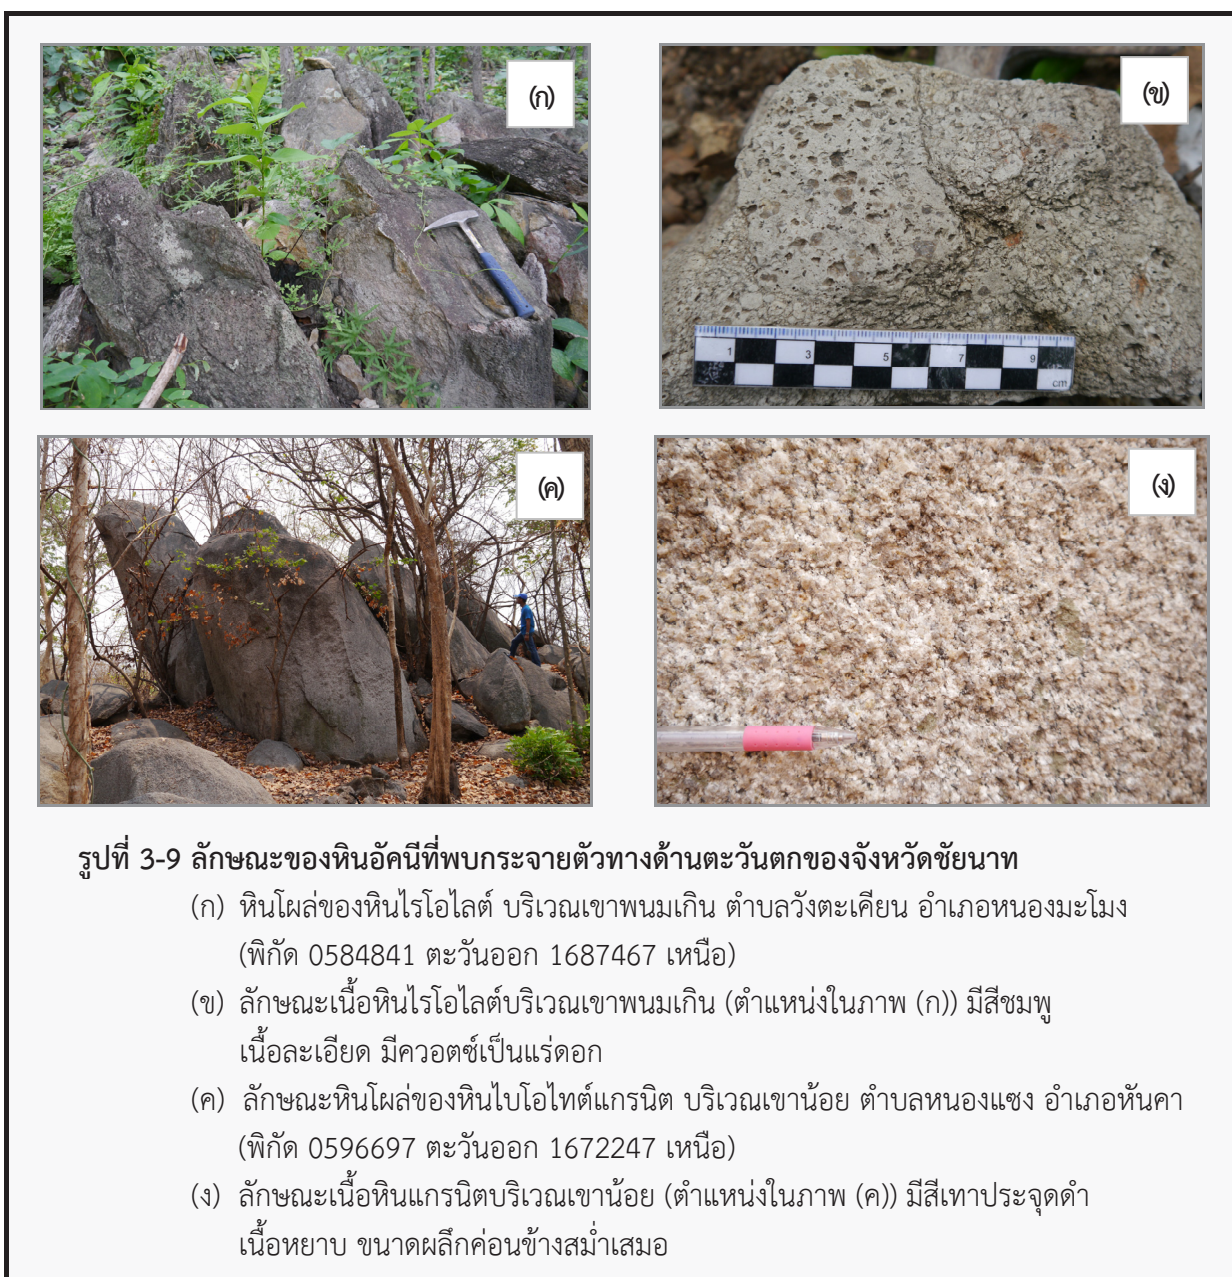 (ก)
(ข)
1 3 5 7 9
cm
(ค)
(ง)
รูปที่ 3-9 ลักษณะของหินอัคนีที่พบกระจายตัวทางด้านตะวันตกของจังหวัดชัยนาท
(ก) หินโผล่ของหินไรโอไลต์ บริเวณเขาพนมเกิน ตำบลวังตะเคียน อำเภอหนองมะโมง
(พิกัด 0584841 ตะวันออก 1687467 เหนือ)
(ข) ลักษณะเนื้อหินไรโอไลต์บริเวณเขาพนมเกิน (ตำแหน่งในภาพ (ก)) มีสีชมพู
เนื้อละเอียด มีควอตซ์เป็นแร่ดอก
(ค) ลักษณะหินโผล่ของหินไบโอไทต์แกรนิต บริเวณเขาน้อย ตำบลหนองแซง อำเภอหันคา
(พิกัด 0596697 ตะวันออก 1672247 เหนือ)
(ง) ลักษณะเนื้อหินแกรนิตบริเวณเขาน้อย (ตำแหน่งในภาพ (ค)) มีสีเทาประจุดดำ
เนื้อหยาบ ขนาดผลึกค่อนข้างสม่ำเสมอ